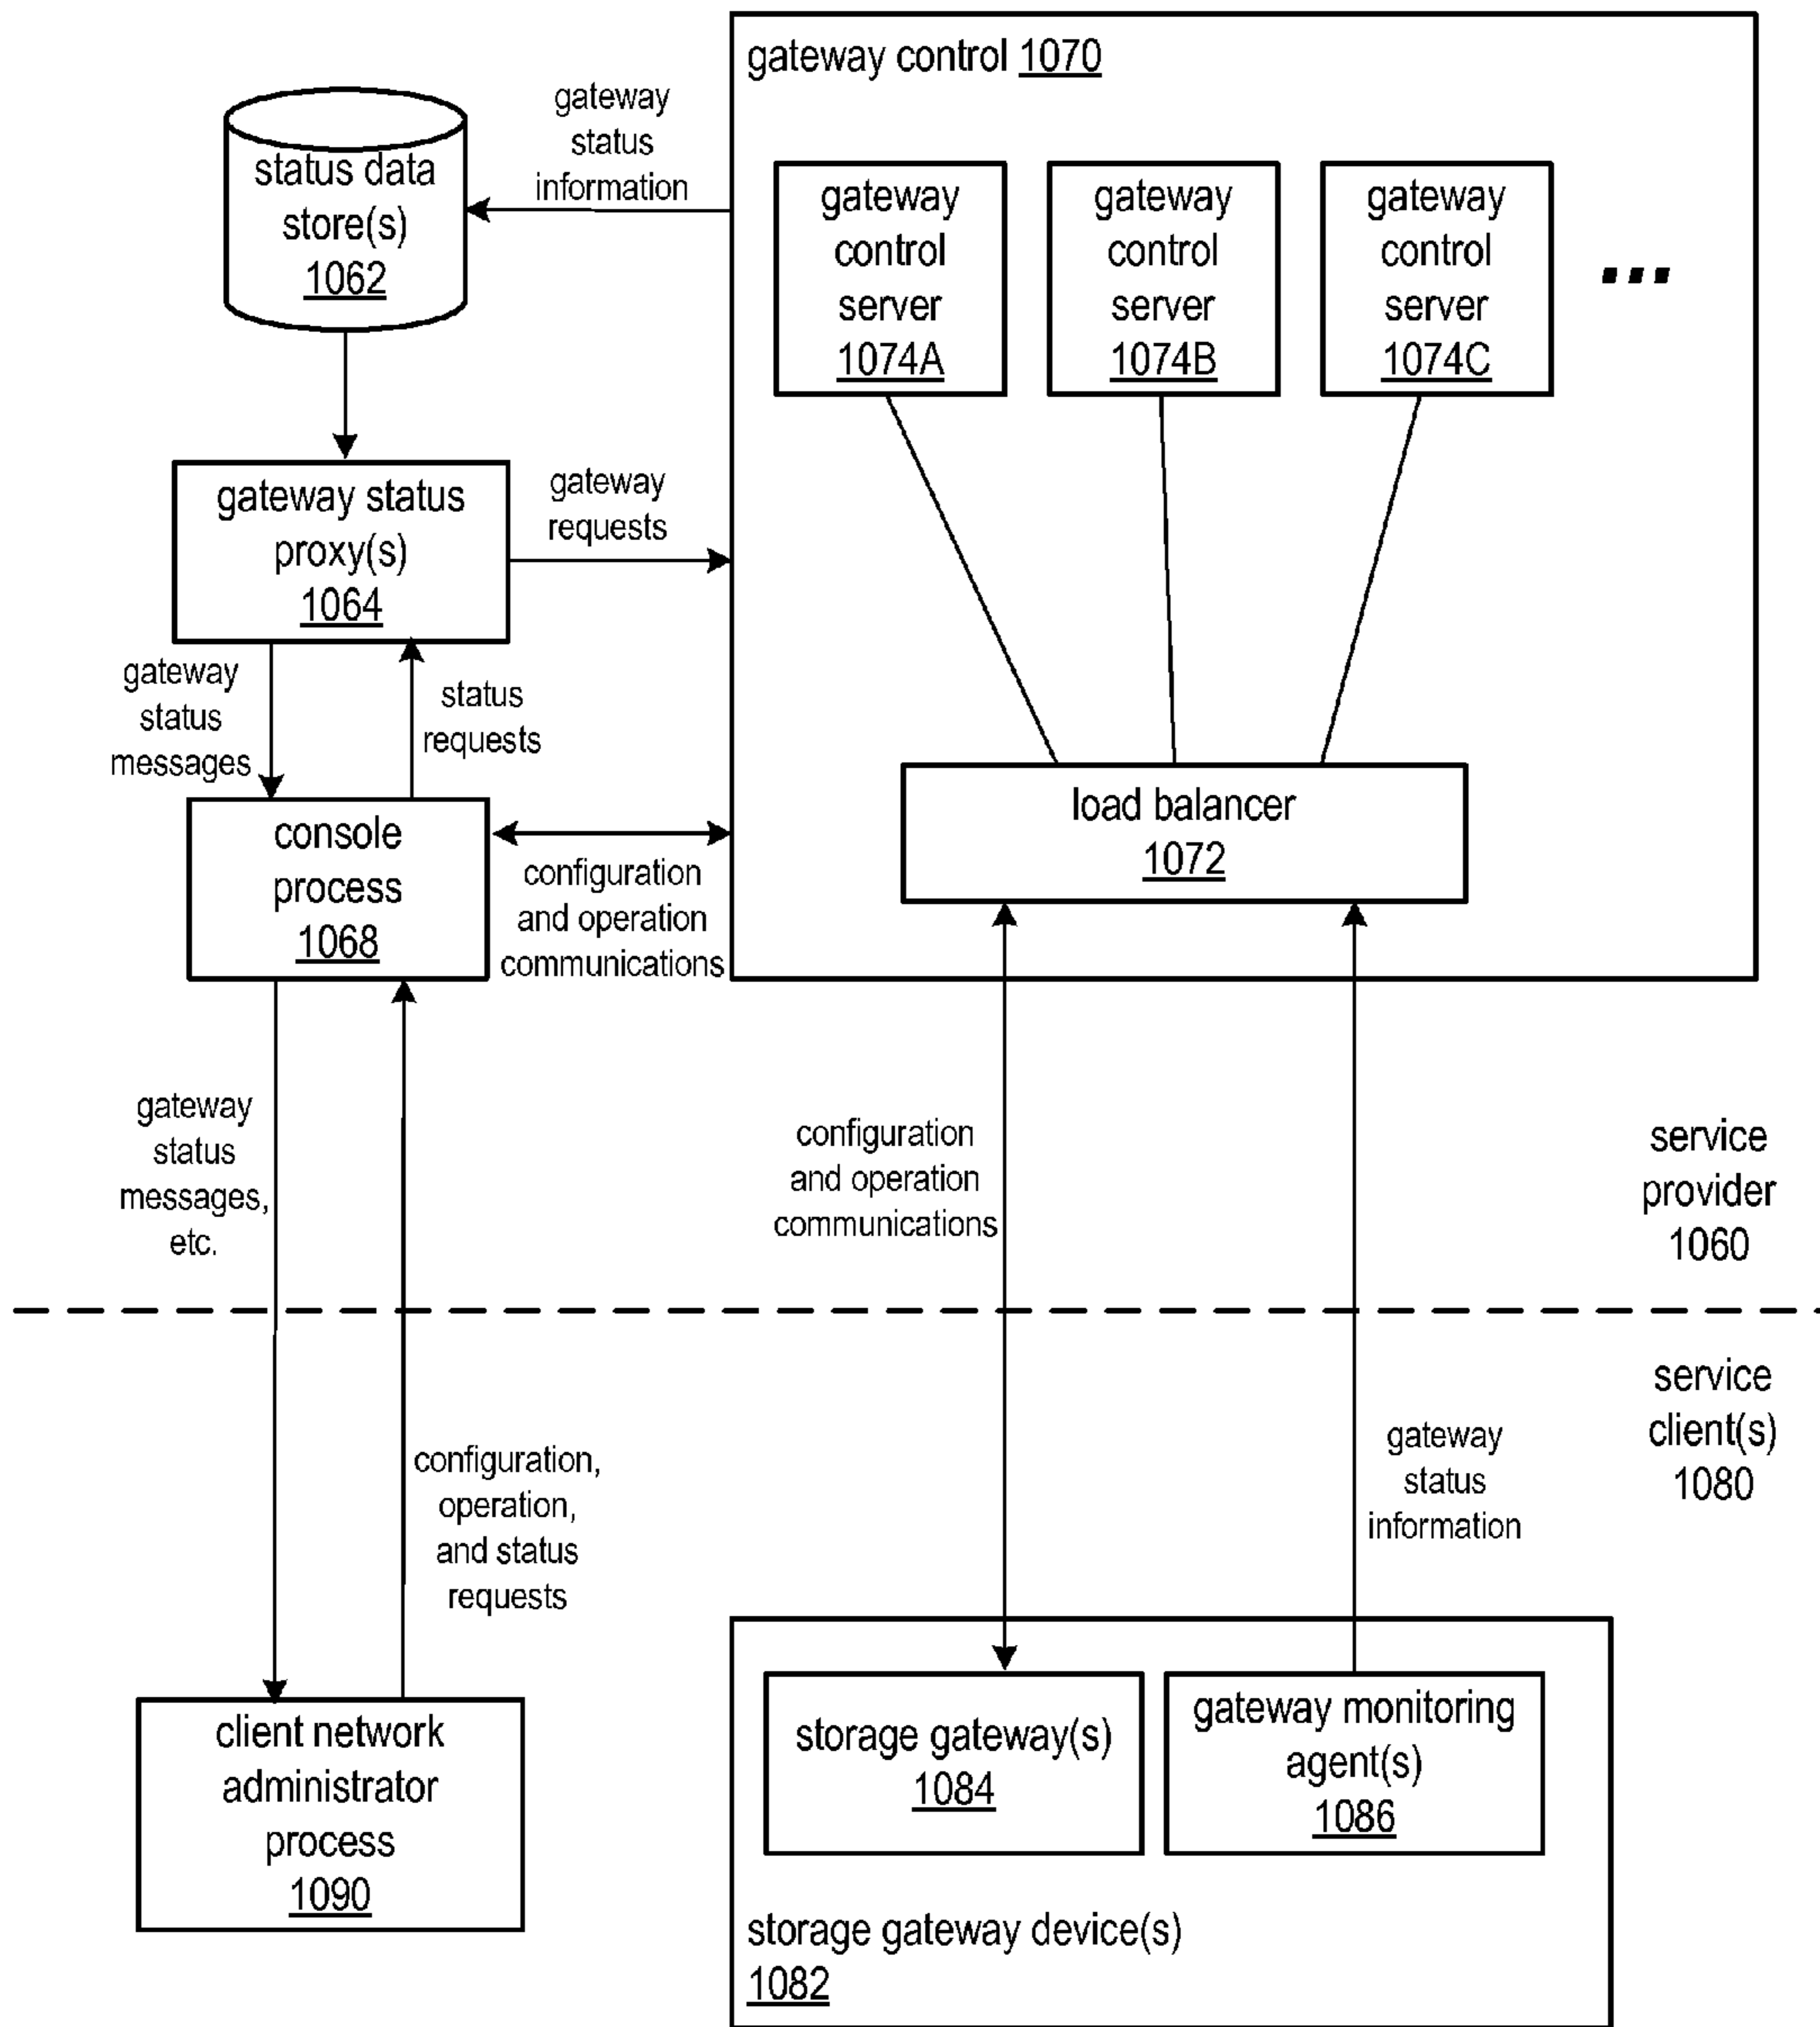 gateway control 1070
gateway
status
information
status data
store(s)
1062
gateway
control
server
1074A
gateway
control
server
1074B
gateway
control
server
1074C
...
gateway status
proxy(s)
1064
gateway
requests
gateway
status
messages
status
requests
load balancer
1072
console
process
1068
configuration
and operation
communications
gateway
status
messages,
etc.
configuration
and operation
communications
service
provider
1060
service
client(s)
1080
configuration,
operation,
and status
requests
gateway
status
information
client network
administrator
process
1090
storage gateway(s)
1084
gateway monitoring
agent(s)
1086
storage gateway device(s)
1082